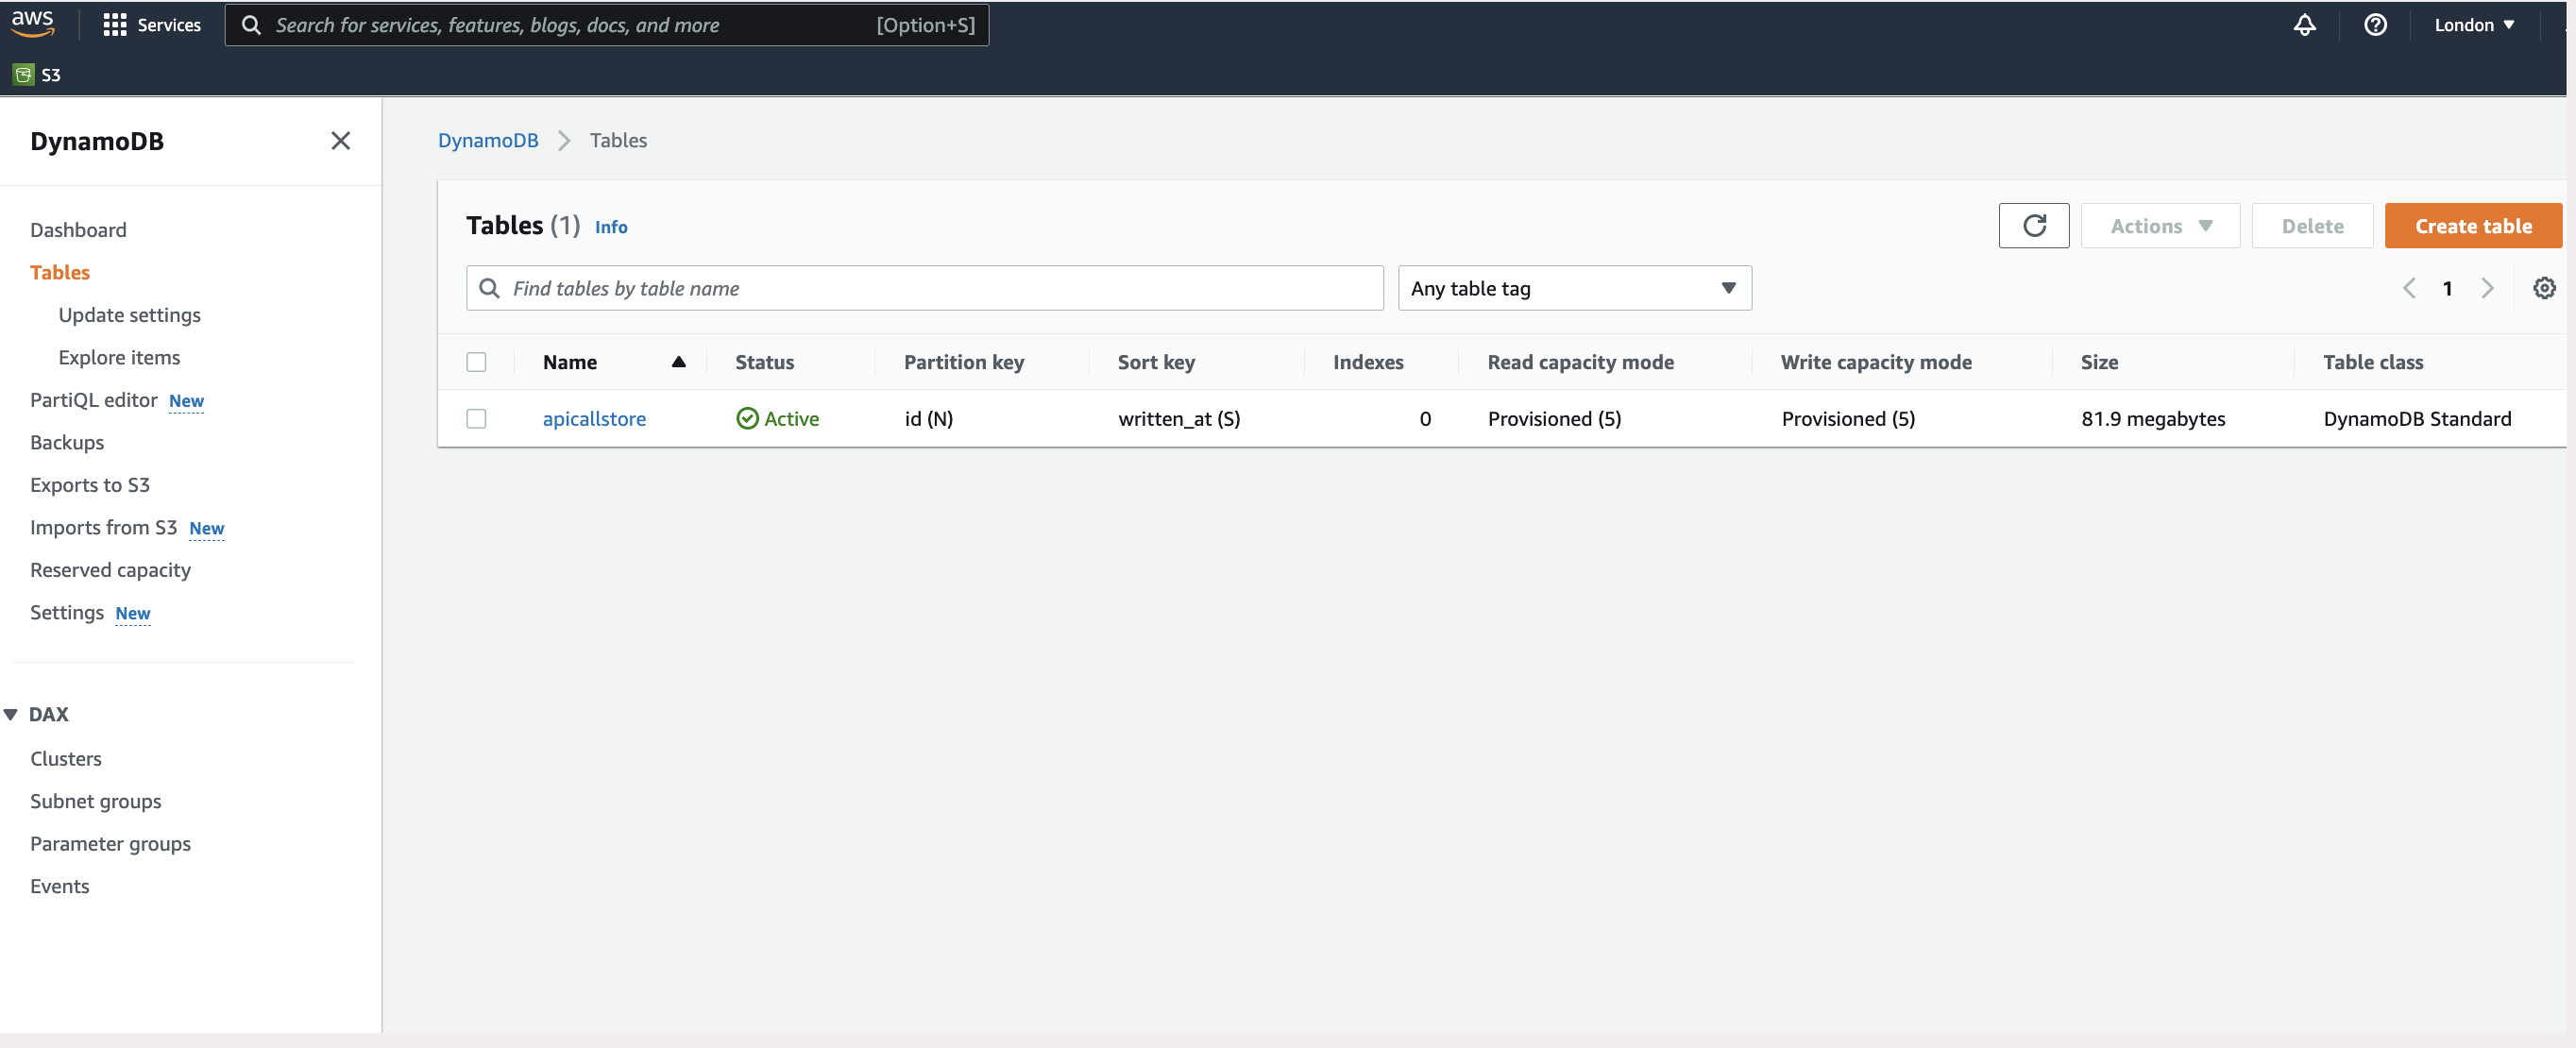 aws
Services
Search for services, features, blogs, docs, and more
[Option+S]
London
S3
DynamoDB
Dashboard
Tables
Update settings
Explore items
PartiQL editor New
Backups
Exports to S3
Imports from S3 New
Reserved capacity
Settings New
DAX
Clusters
Subnet groups
Parameter groups
Events
DynamoDB Tables
Tables (1) Info
Actions
Delete
Create table
Find tables by table name
Any table tag
1
Name Status Partition key Sort key Indexes Read capacity mode Write capacity mode Size Table class
apicallstore Active id (N) written_at (S) 0 Provisioned (5) Provisioned (5) 81.9 megabytes DynamoDB Standard